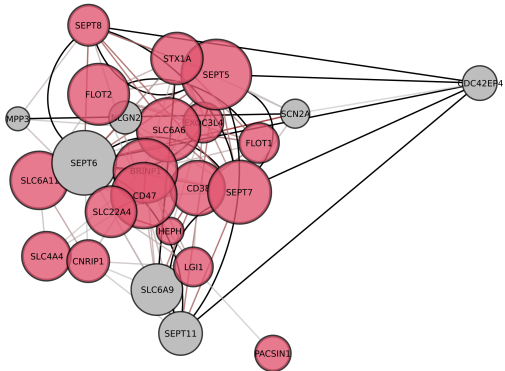 SEPT8
STX1A
SEPT5
CDC42EP4
FLOT2
MPP3
SCN2A
SLC6A6
FLOT1
SEPT6
BRINP1
SLC6A11
CD47
CD38
SEPT7
SLC22A4
HEPH
SLC4A4
CNRIP1
LGI1
SLC6A9
SEPT11
PACSIN1